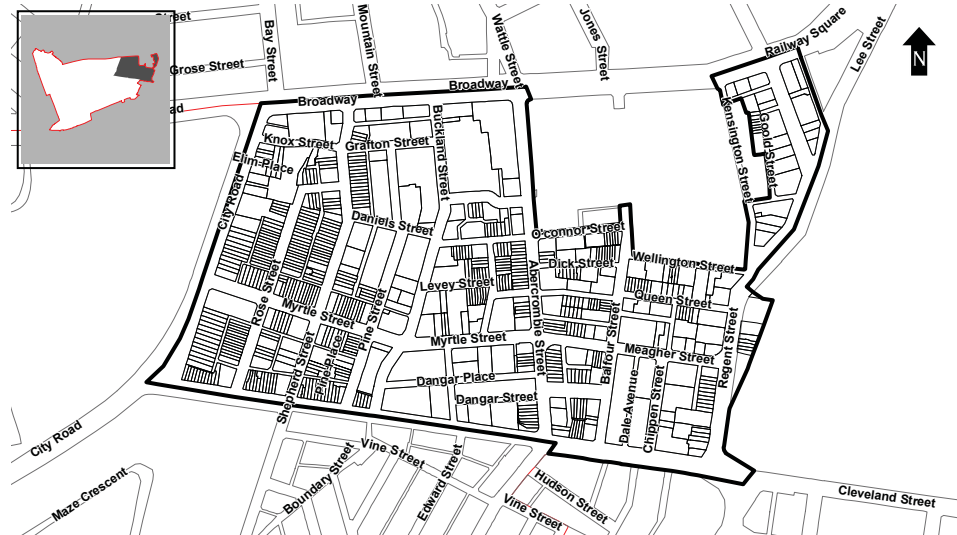 Street
Grose Street
ad
Bay Street
Mountain Street
Wattle Street
Jones Street
Railway Square
Lee Street
N
Broadway
Broadway
Knox Street
Grafton Street
Buckland Street
Elim Place
City Road
Daniels Street
Kensington Street
Goold Street
O'connor Street
Dick Street
Wellington Street
Abercrombie Street
Levey Street
Queen Street
Rose Street
Myrtle Street
Pine Street
Myrtle Street
Balfour Street
Meagher Street
Regent Street
Shepherd Street
Pine Place
Dangar Place
Dangar Street
Dale Avenue
Chippen Street
City Road
Maze Crescent
Boundary Street
Vine Street
Edward Street
Hudson Street
Vine Street
Cleveland Street